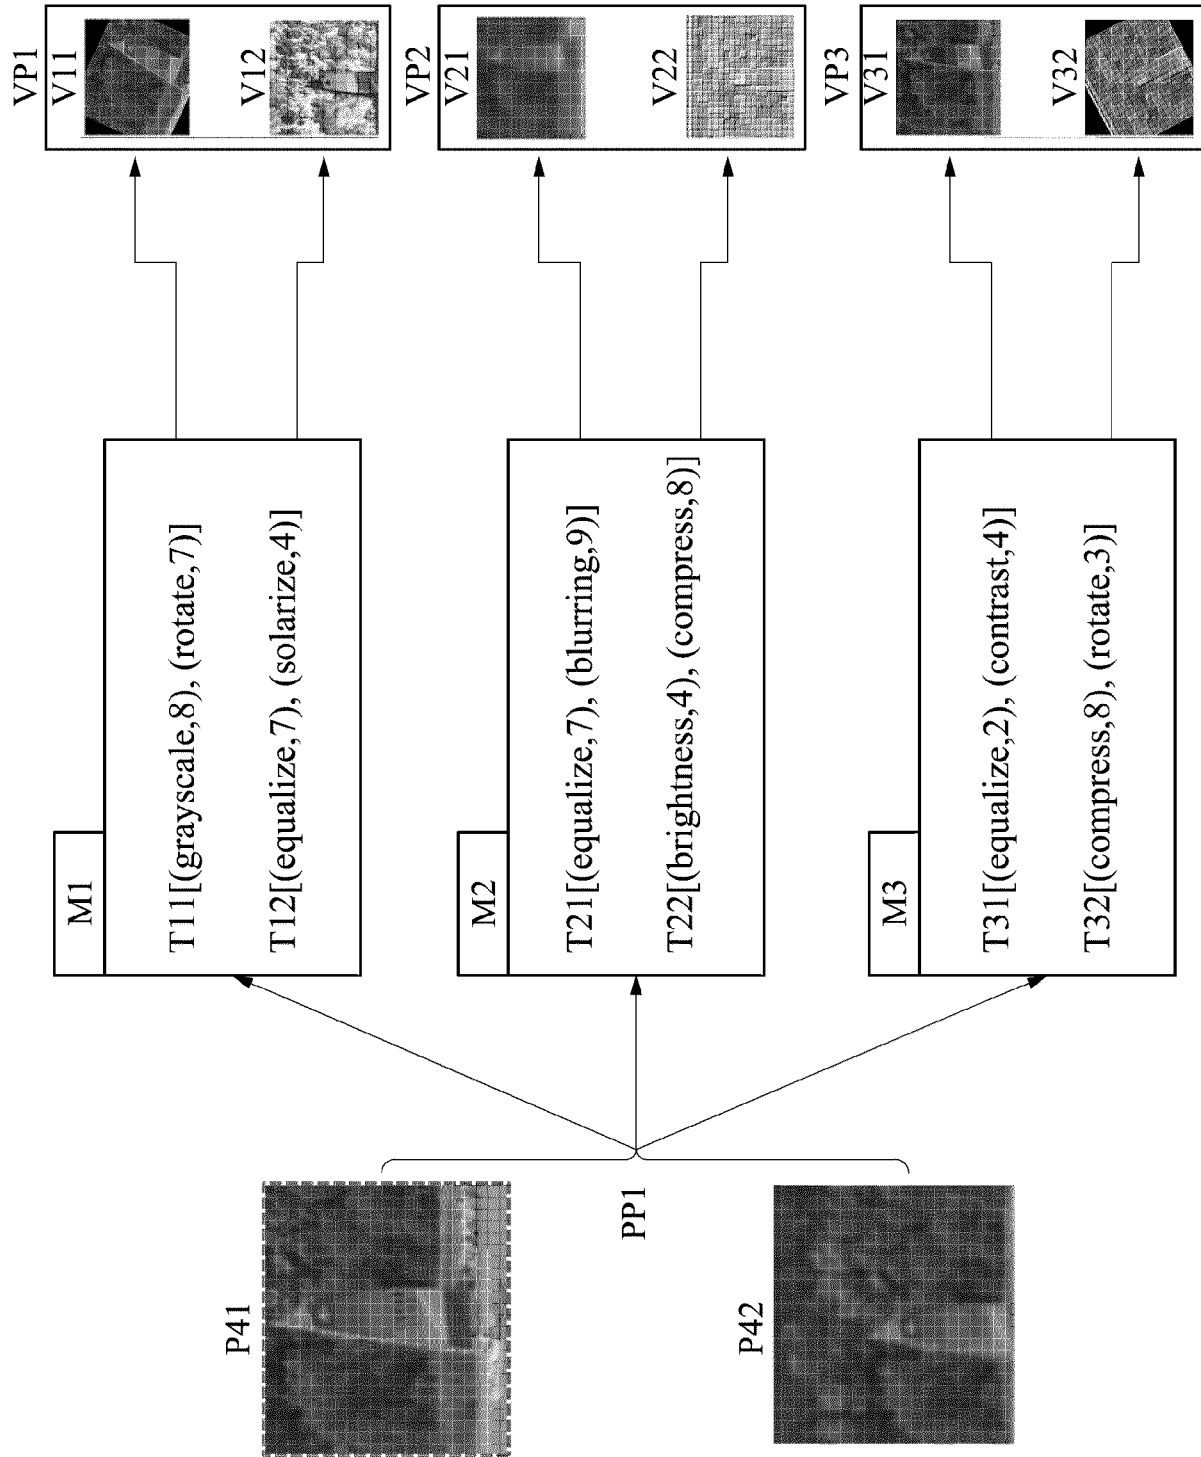 P41
P42
PP1
M1
T11[(grayscale,8), (rotate,7)]
T12[(equalize,7), (solarize,4)]
M2
T21[(equalize,7), (blurring,9)]
T22[(brightness,4), (compress,8)]
M3
T31[(equalize,2), (contrast,4)]
T32[(compress,8), (rotate,3)]
VP1
V11
V12
VP2
V21
V22
VP3
V31
V32